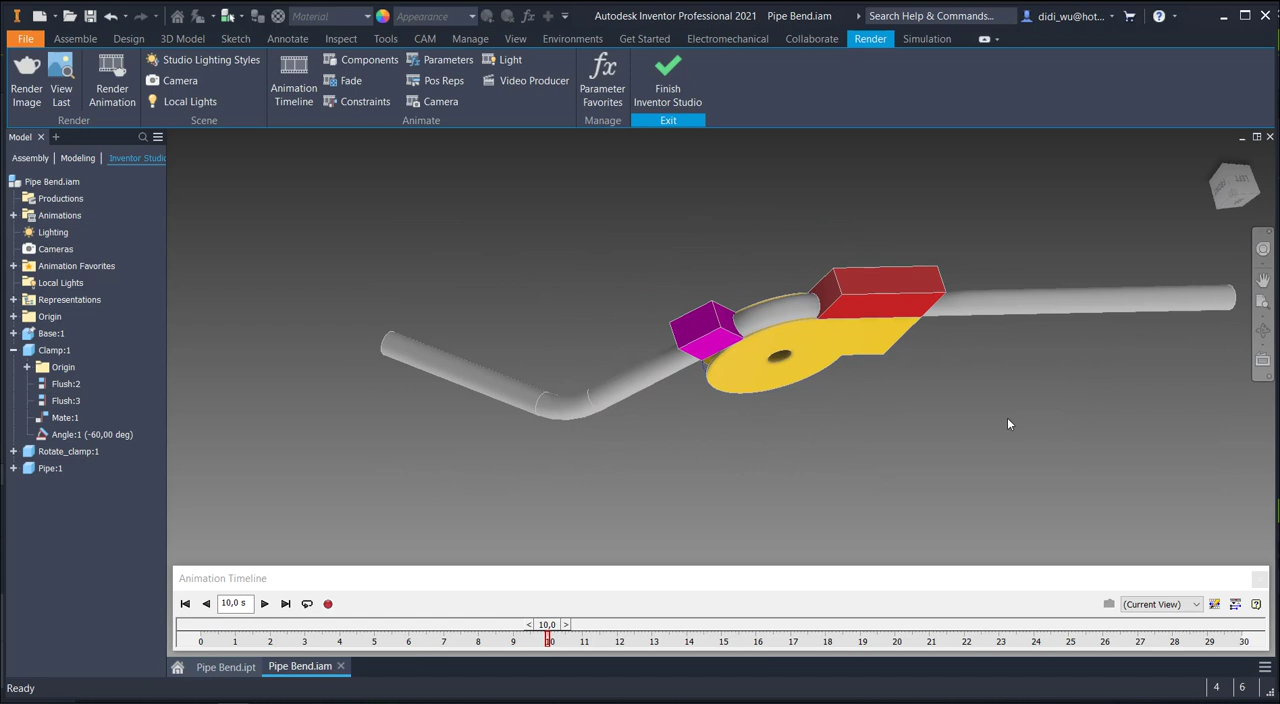 Material
Appearance
Autodesk Inventor Professional 2021 Pipe Bend.iam
Search Help & Commands...
didi_wu@hot...
File Assemble Design 3D Model Sketch Annotate Inspect Tools CAM Manage View Environments Get Started Electromechanical Collaborate Render Simulation
Render Image
View Last
Render Animation
Studio Lighting Styles
Camera
Local Lights
Animation Timeline
Components
Fade
Constraints
Parameters
Pos Reps
Camera
Light
Video Producer
fx
Parameter Favorites
Finish Inventor Studio
Render Scene Animate Manage Exit
Model
Assembly | Modeling | Inventor Studio
Pipe Bend.iam
Productions
Animations
Lighting
Cameras
Animation Favorites
Local Lights
Representations
Origin
Base:1
Clamp:1
Origin
Flush:2
Flush:3
Mate:1
Angle:1 (-60,00 deg)
Rotate_clamp:1
Pipe:1
Animation Timeline
10,0 s
(Current View)
< 10,0 >
0 1 2 3 4 5 6 7 8 9 10 11 12 13 14 15 16 17 18 19 20 21 22 23 24 25 26 27 28 29 30
Pipe Bend.ipt Pipe Bend.iam
Ready
4 6